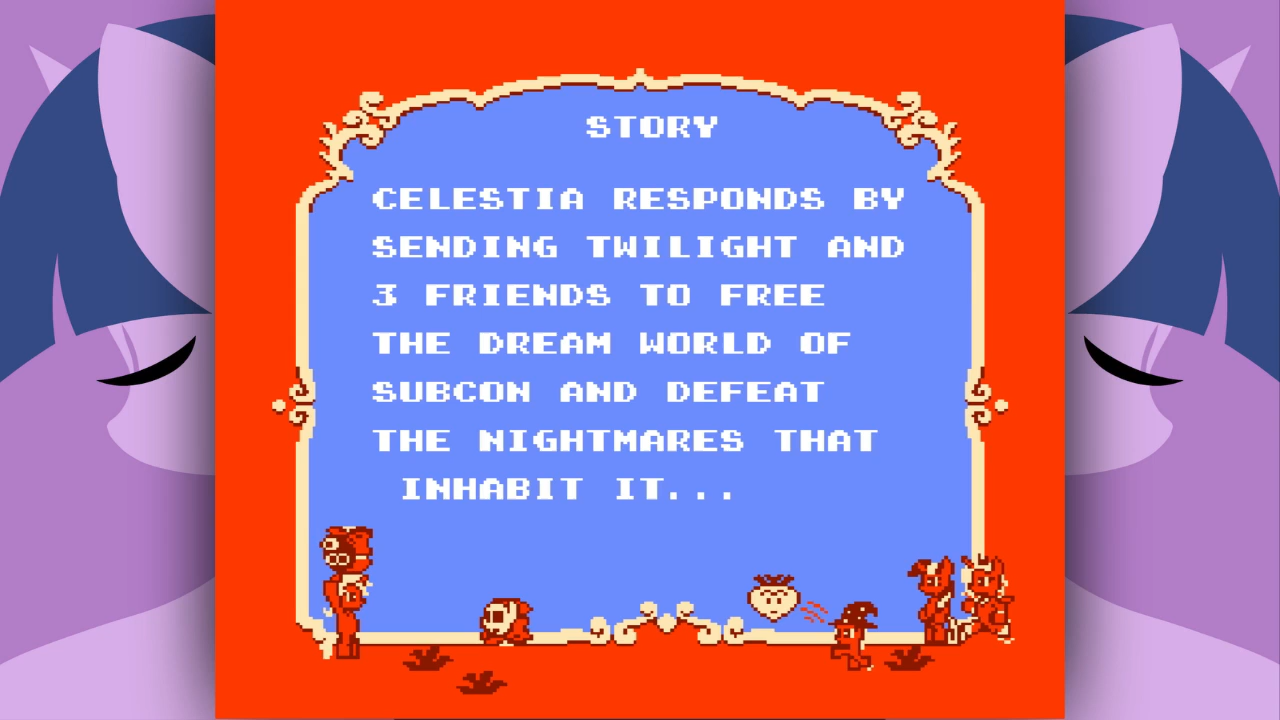 STORY
CELESTIA RESPONDS BY
SENDING TWILIGHT AND
3 FRIENDS TO FREE
THE DREAM WORLD OF
SUBCON AND DEFEAT
THE NIGHTMARES THAT
INHABIT IT...